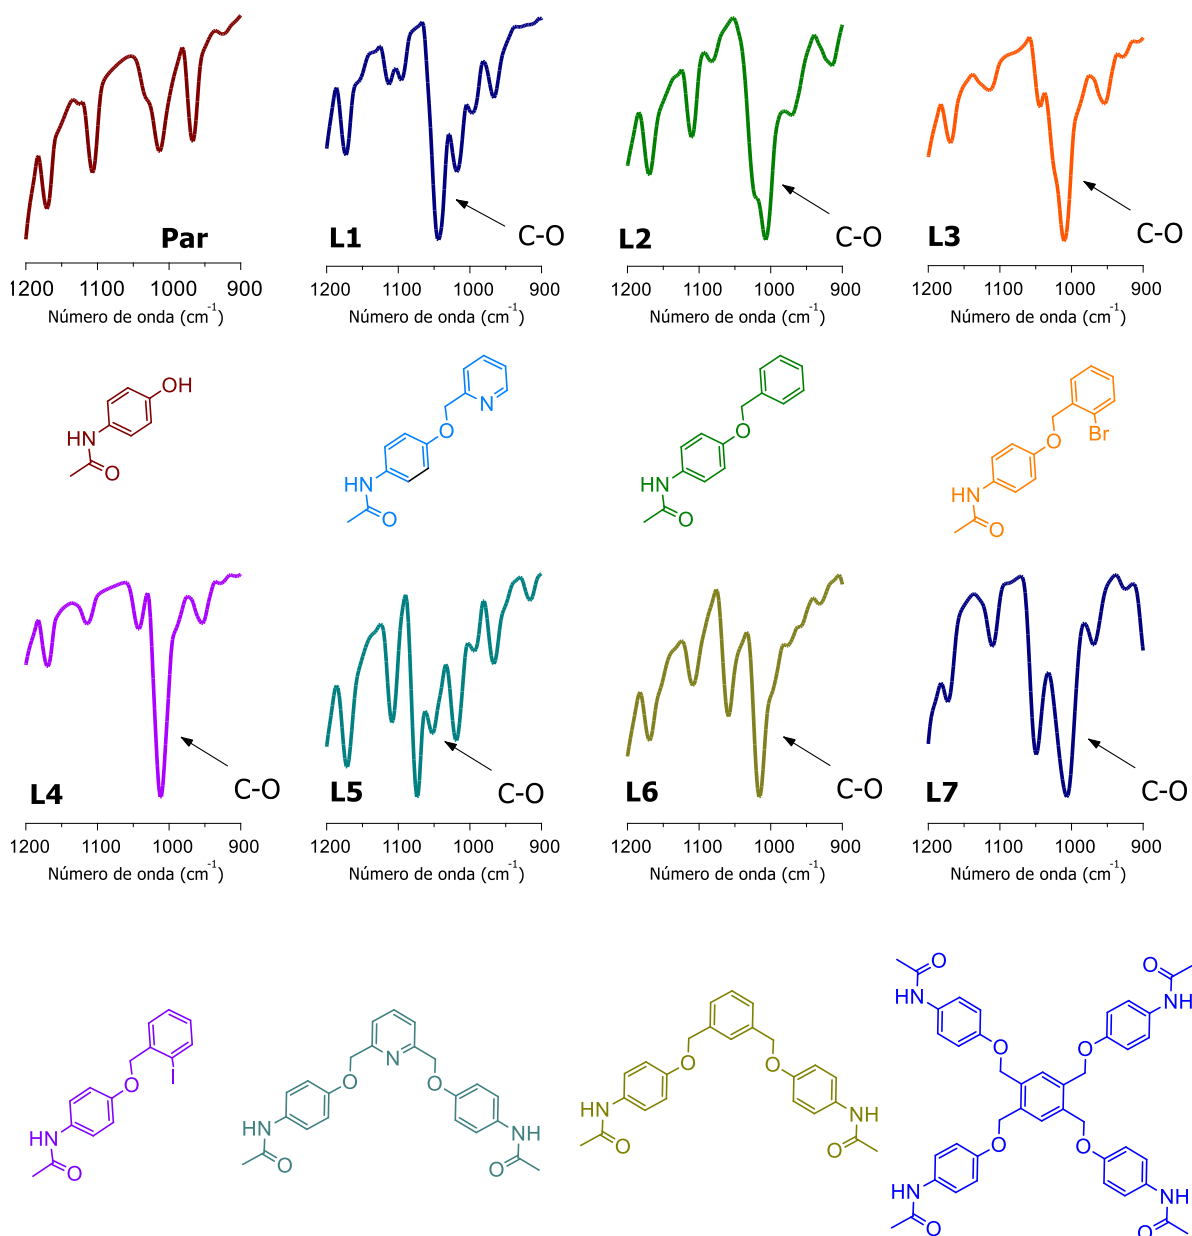 Par
L1
C-O
L2
C-O
L3
C-O
1200 1100 1000 900
1200 1100 1000 900
1200 1100 1000 900
1200 1100 1000 900
Número de onda (cm⁻¹)
Número de onda (cm⁻¹)
Número de onda (cm⁻¹)
Número de onda (cm⁻¹)
OH
HN
O
N
O
HN
O
O
HN
O
Br
O
HN
O
L4
C-O
L5
C-O
L6
C-O
L7
C-O
1200 1100 1000 900
1200 1100 1000 900
1200 1100 1000 900
1200 1100 1000 900
Número de onda (cm⁻¹)
Número de onda (cm⁻¹)
Número de onda (cm⁻¹)
Número de onda (cm⁻¹)
I
O
HN
O
N
O
O
HN
NH
O
O
O
O
HN
NH
O
O
O
HN
O
O
NH
O
O
O
O
HN
O
NH
O